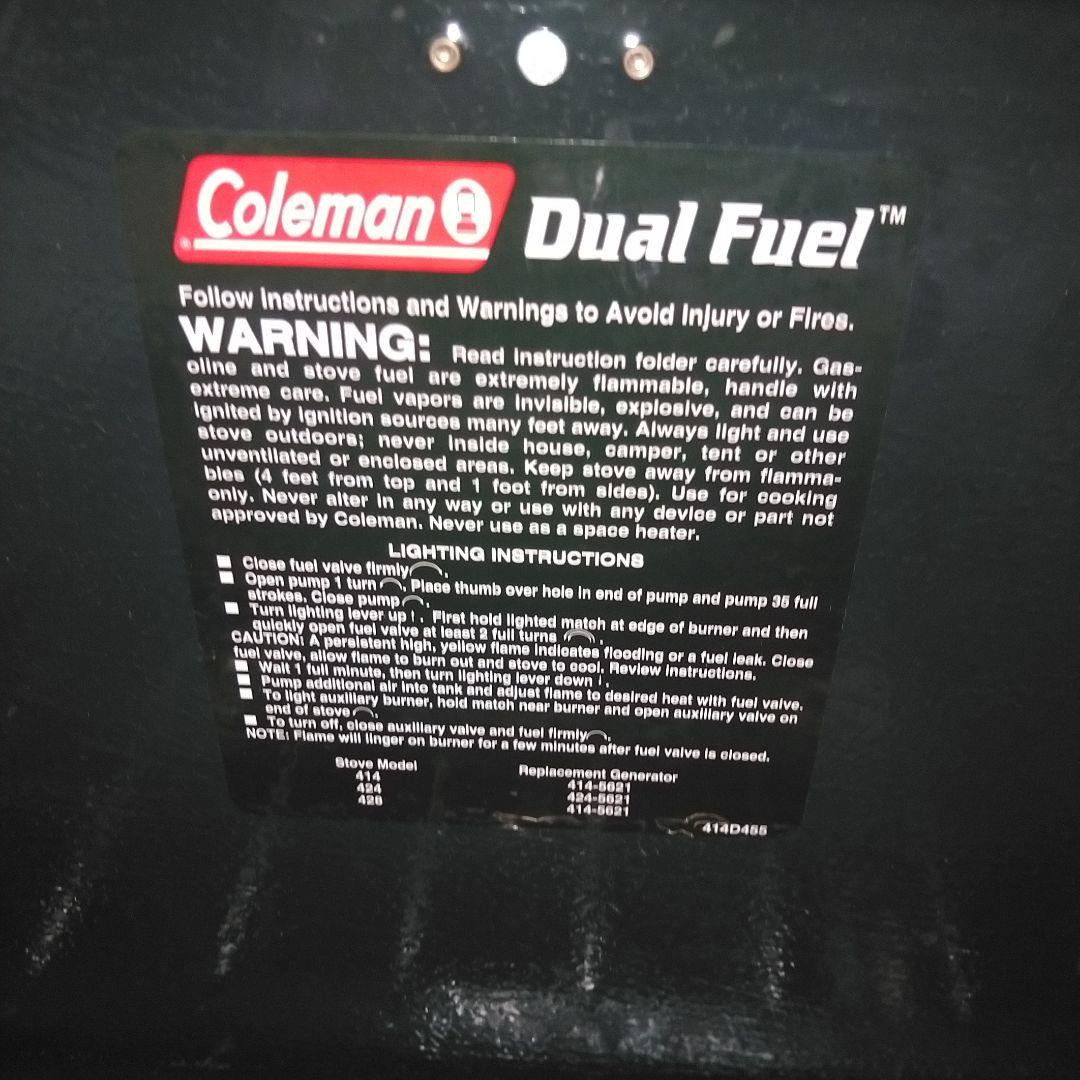 Coleman ®
Dual Fuel™
Follow Instructions and Warnings to Avoid Injury or Fires.
WARNING: Read instruction folder carefully. Gas-
oline and stove fuel are extremely flammable, handle with
extreme care. Fuel vapors are invisible, explosive, and can be
ignited by ignition sources many feet away. Always light and use
stove outdoors; never inside house, camper, tent or other
unventilated or enclosed areas. Keep stove away from flamma-
bles (4 feet from top and 1 foot from sides). Use for cooking
only. Never alter in any way or use with any device or part not
approved by Coleman. Never use as a space heater.
LIGHTING INSTRUCTIONS
■ Close fuel valve firmly.
■ Open pump 1 turn. Place thumb over hole in end of pump and pump 35 full
strokes. Close pump.
■ Turn lighting lever up ↑. First hold lighted match at edge of burner and then
quickly open fuel valve at least 2 full turns.
CAUTION: A persistent high, yellow flame indicates flooding or a fuel leak. Close
fuel valve, allow flame to burn out and stove to cool. Review instructions.
■ Wait 1 full minute, then turn lighting lever down ↓.
■ Pump additional air into tank and adjust flame to desired heat with fuel valve.
■ To light auxiliary burner, hold match near burner and open auxiliary valve on
end of stove.
■ To turn off, close auxiliary valve and fuel firmly.
NOTE: Flame will linger on burner for a few minutes after fuel valve is closed.
Stove Model Replacement Generator
414 414-5621
424 424-5621
428 414-5621
414D455